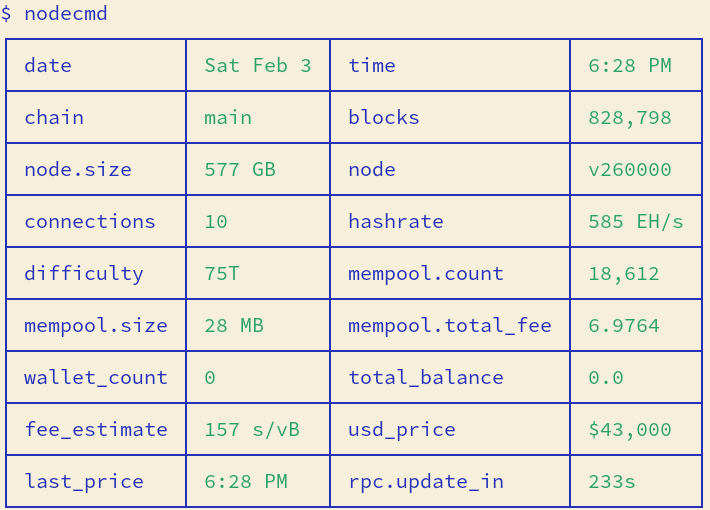 $ nodecmd
date Sat Feb 3 time 6:28 PM
chain main blocks 828,798
node.size 577 GB node v260000
connections 10 hashrate 585 EH/s
difficulty 75T mempool.count 18,612
mempool.size 28 MB mempool.total_fee 6.9764
wallet_count 0 total_balance 0.0
fee_estimate 157 s/vB usd_price $43,000
last_price 6:28 PM rpc.update_in 233s